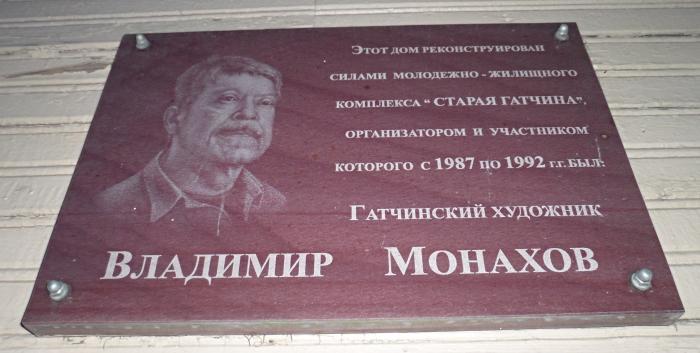 Этот дом реконструирован
силами молодежно-жилищного
комплекса "СТАРАЯ ГАТЧИНА",
организатором и участником
которого с 1987 по 1992 г.г. был:
Гатчинский художник
Владимир Монахов